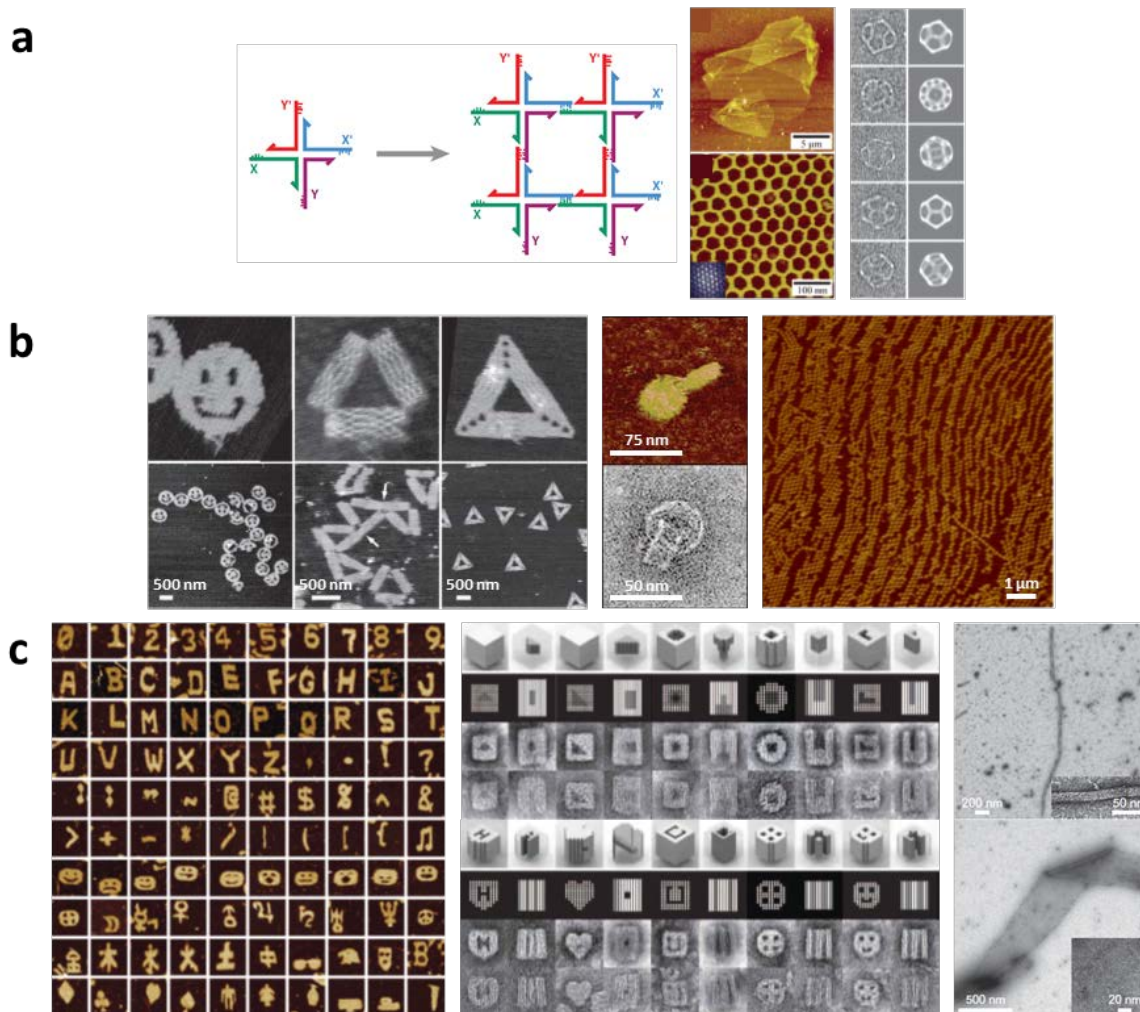 a
Y'
X'
X
Y
Y'
Y'
X
X'
X
X'
Y
Y
5 μm
100 nm
b
500 nm
500 nm
500 nm
75 nm
50 nm
1 μm
c
0 1 2 3 4 5 6 7 8 9
A B C D E F G H I J
K L M N O P Q R S T
U V W X Y Z , . ! ?
; : " ~ @ # $ % ^ &
> + - * / | ( [ { ♫
200 nm
50 nm
500 nm
20 nm